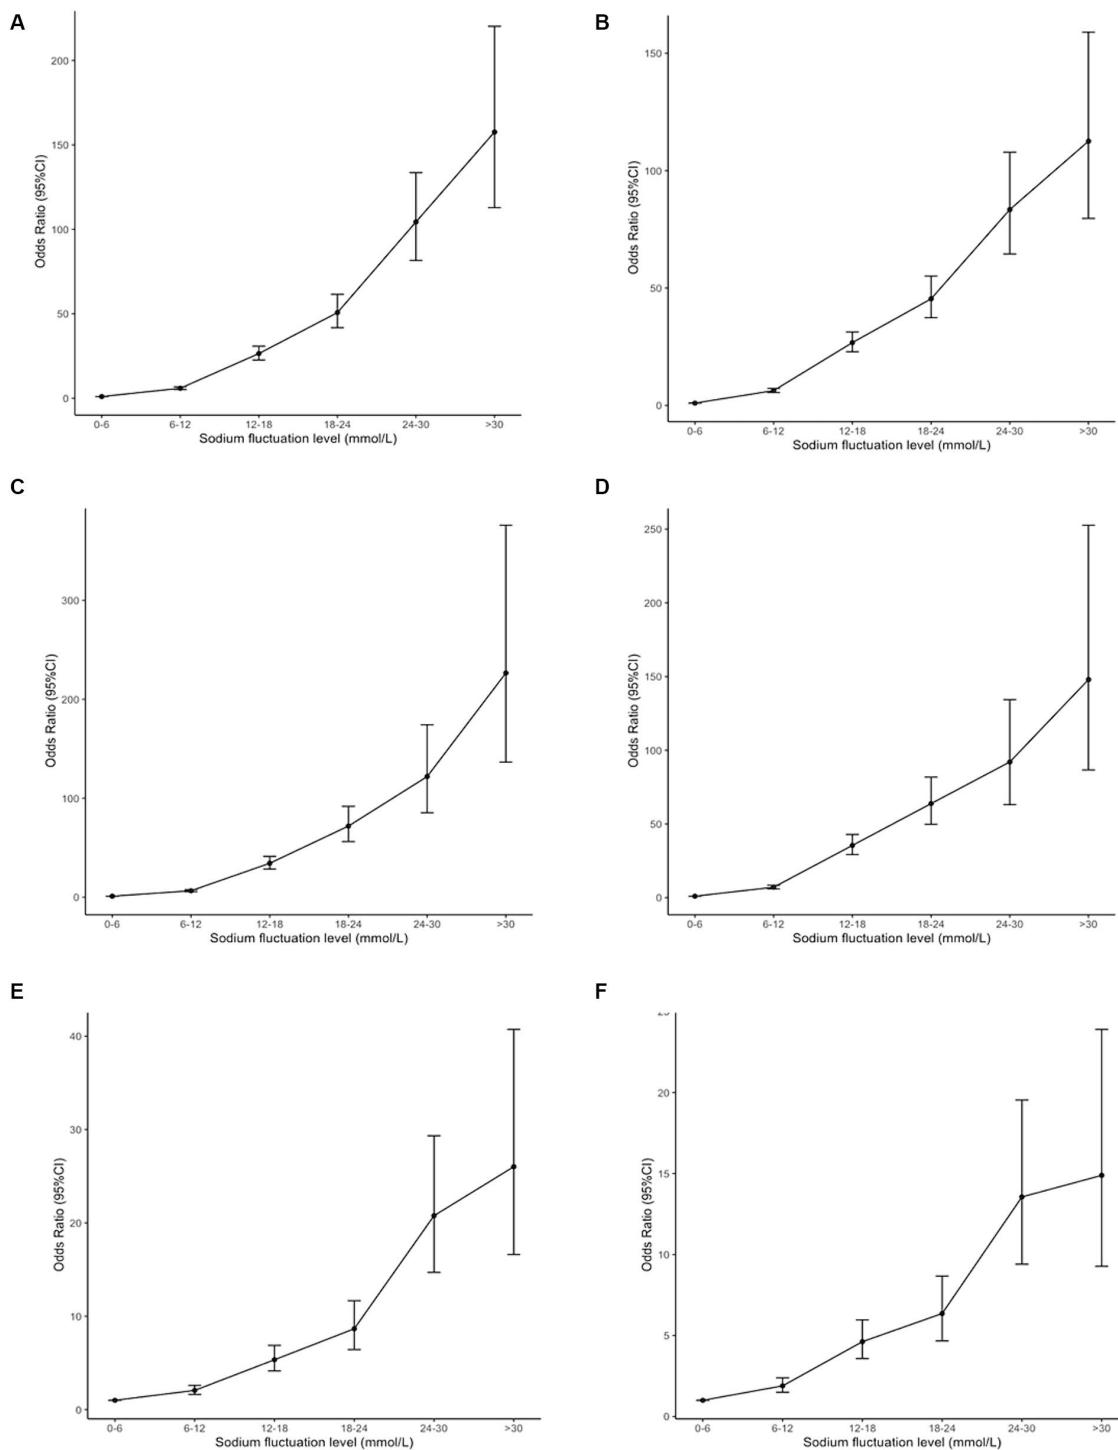 A
Odds Ratio (95%CI)
200
150
100
50
0
0-6 6-12 12-18 18-24 24-30 >30
Sodium fluctuation level (mmol/L)
B
Odds Ratio (95%CI)
150
100
50
0
0-6 6-12 12-18 18-24 24-30 >30
Sodium fluctuation level (mmol/L)
C
Odds Ratio (95%CI)
300
200
100
0
0-6 6-12 12-18 18-24 24-30 >30
Sodium fluctuation level (mmol/L)
D
Odds Ratio (95%CI)
250
200
150
100
50
0
0-6 6-12 12-18 18-24 24-30 >30
Sodium fluctuation level (mmol/L)
E
Odds Ratio (95%CI)
40
30
20
10
0
0-6 6-12 12-18 18-24 24-30 >30
Sodium fluctuation level (mmol/L)
F
Odds Ratio (95%CI)
20
15
10
5
0
0-6 6-12 12-18 18-24 24-30 >30
Sodium fluctuation level (mmol/L)